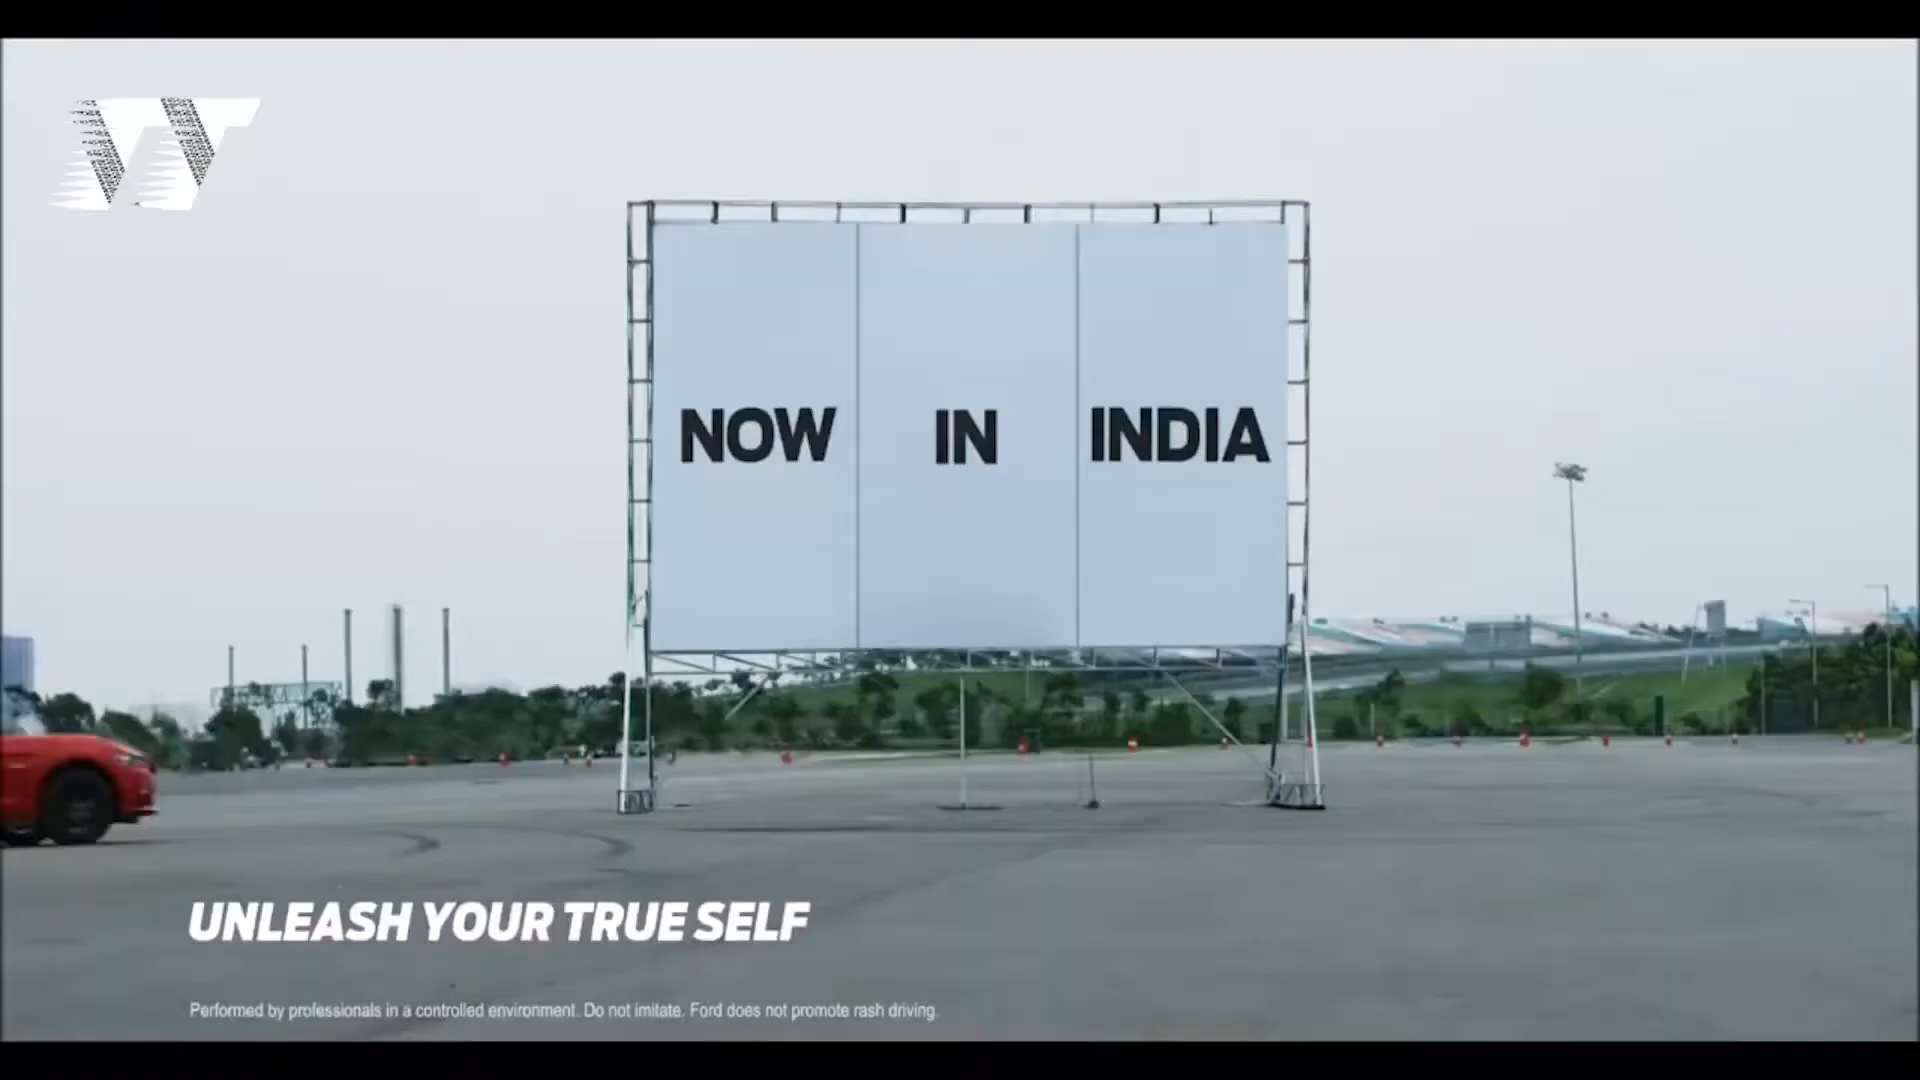 NOW IN INDIA
UNLEASH YOUR TRUE SELF
Performed by professionals in a controlled environment. Do not imitate. Ford does not promote rash driving.